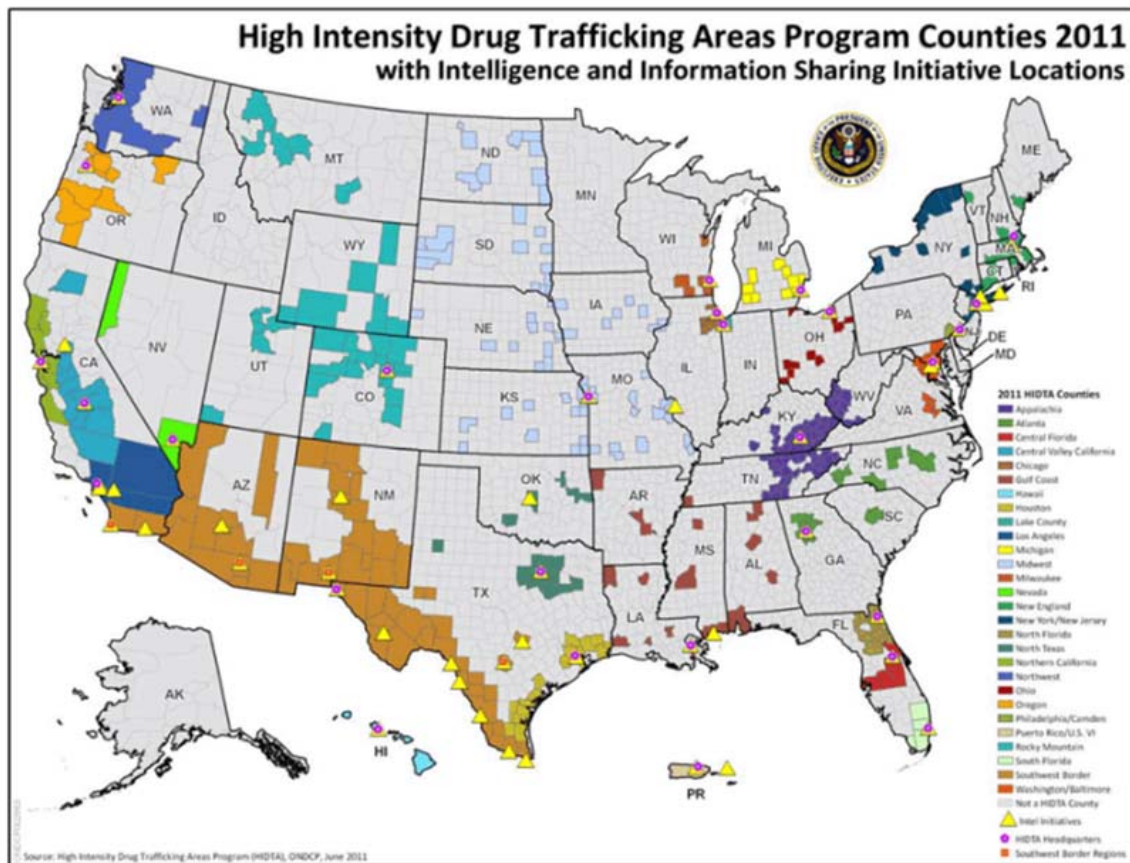 High Intensity Drug Trafficking Areas Program Counties 2011
with Intelligence and Information Sharing Initiative Locations
WA
MT
ND
MN
ME
VT
NH
OR
ID
WY
SD
WI
MI
NY
MA
CT
RI
NV
UT
CO
NE
IA
PA
NJ
DE
MD
CA
KS
MO
IL
IN
OH
WV
VA
KY
AZ
NM
OK
AR
TN
NC
SC
TX
LA
MS
AL
GA
FL
AK
HI
PR
2011 HIDTA Counties
Appalachia
Atlanta
Central Florida
Central Valley California
Chicago
Gulf Coast
Hawaii
Houston
Lake County
Los Angeles
Michigan
Midwest
Milwaukee
Nevada
New England
New York/New Jersey
North Florida
North Texas
Northern California
Northwest
Ohio
Oregon
Philadelphia/Camden
Puerto Rico/U.S. VI
Rocky Mountain
South Florida
Southwest Border
Washington/Baltimore
Not a HIDTA County
Intel Initiatives
HIDTA Headquarters
Southwest Border Regions
Source: High Intensity Drug Trafficking Areas Program (HIDTA), ONDCP, June 2011